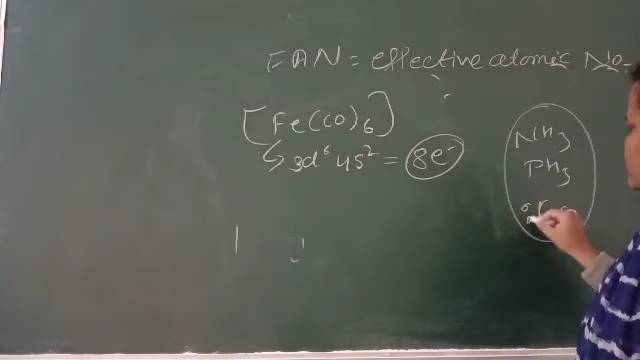 EAN = effective atomic No-
[Fe(CO)6]
↳ 3d⁶ 4s² = 8e⁻
NH3
PH3